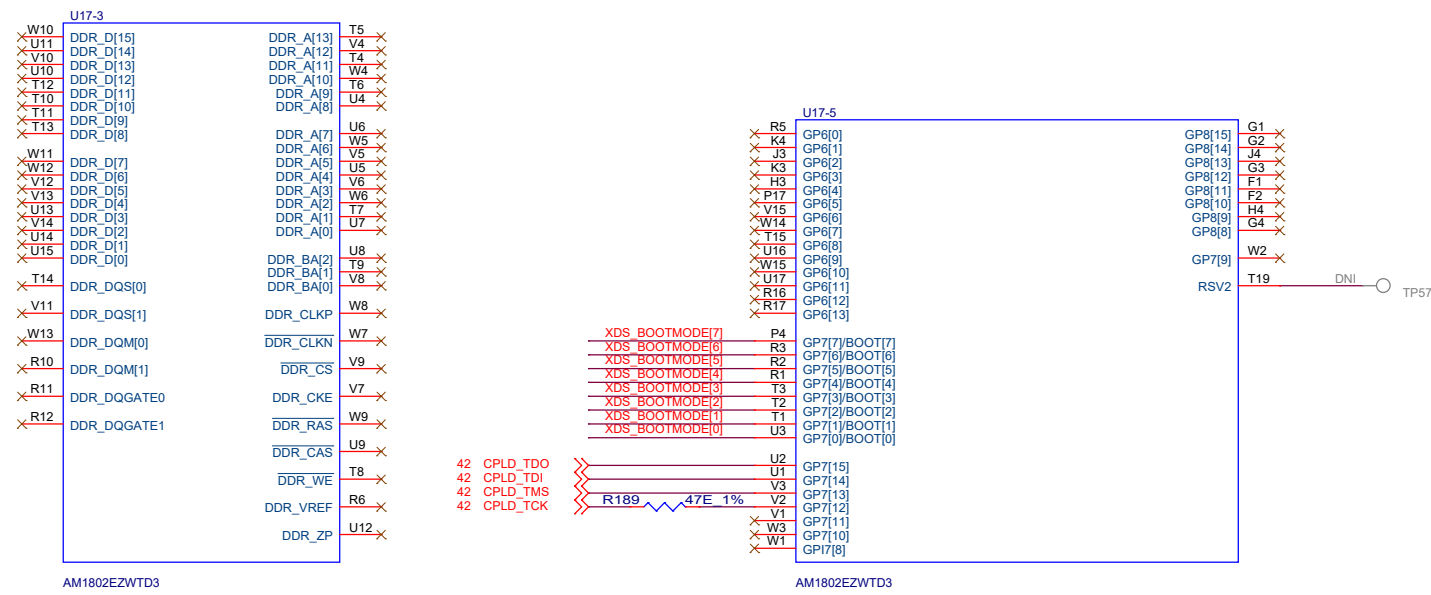 U17-3
W10 DDR_D[15] DDR_A[13] T5
U11 DDR_D[14] DDR_A[12] V4
V10 DDR_D[13] DDR_A[11] T4
U10 DDR_D[12] DDR_A[10] W4
T12 DDR_D[11] DDR_A[9] T6
T10 DDR_D[10] DDR_A[8] U4
T11 DDR_D[9]
T13 DDR_D[8] DDR_A[7] U6
DDR_A[6] W5
W11 DDR_D[7] DDR_A[5] V5
W12 DDR_D[6] DDR_A[4] U5
V12 DDR_D[5] DDR_A[3] V6
V13 DDR_D[4] DDR_A[2] W6
U13 DDR_D[3] DDR_A[1] T7
V14 DDR_D[2] DDR_A[0] U7
U14 DDR_D[1]
U15 DDR_D[0] DDR_BA[2] U8
DDR_BA[1] T9
T14 DDR_DQS[0] DDR_BA[0] V8
V11 DDR_DQS[1] DDR_CLKP W8
W13 DDR_DQM[0] DDR_CLKN W7
R10 DDR_DQM[1] DDR_CS V9
R11 DDR_DQGATE0 DDR_CKE V7
R12 DDR_DQGATE1 DDR_RAS W9
DDR_CAS U9
DDR_WE T8
DDR_VREF R6
DDR_ZP U12
AM1802EZWTD3
U17-5
R5 GP6[0] GP8[15] G1
K4 GP6[1] GP8[14] G2
J3 GP6[2] GP8[13] J4
K3 GP6[3] GP8[12] G3
H3 GP6[4] GP8[11] F1
P17 GP6[5] GP8[10] F2
V15 GP6[6] GP8[9] H4
W14 GP6[7] GP8[8] G4
T15 GP6[8]
U16 GP6[9] GP7[9] W2
W15 GP6[10]
U17 GP6[11] RSV2 T19 DNI TP57
R16 GP6[12]
R17 GP6[13]
XDS_BOOTMODE[7] P4 GP7[7]/BOOT[7]
XDS_BOOTMODE[6] R3 GP7[6]/BOOT[6]
XDS_BOOTMODE[5] R2 GP7[5]/BOOT[5]
XDS_BOOTMODE[4] R1 GP7[4]/BOOT[4]
XDS_BOOTMODE[3] T3 GP7[3]/BOOT[3]
XDS_BOOTMODE[2] T2 GP7[2]/BOOT[2]
XDS_BOOTMODE[1] T1 GP7[1]/BOOT[1]
XDS_BOOTMODE[0] U3 GP7[0]/BOOT[0]
42 CPLD_TDO U2 GP7[15]
42 CPLD_TDI U1 GP7[14]
42 CPLD_TMS V3 GP7[13]
42 CPLD_TCK R189 47E_1% V2 GP7[12]
V1 GP7[11]
W3 GP7[10]
W1 GPI7[8]
AM1802EZWTD3